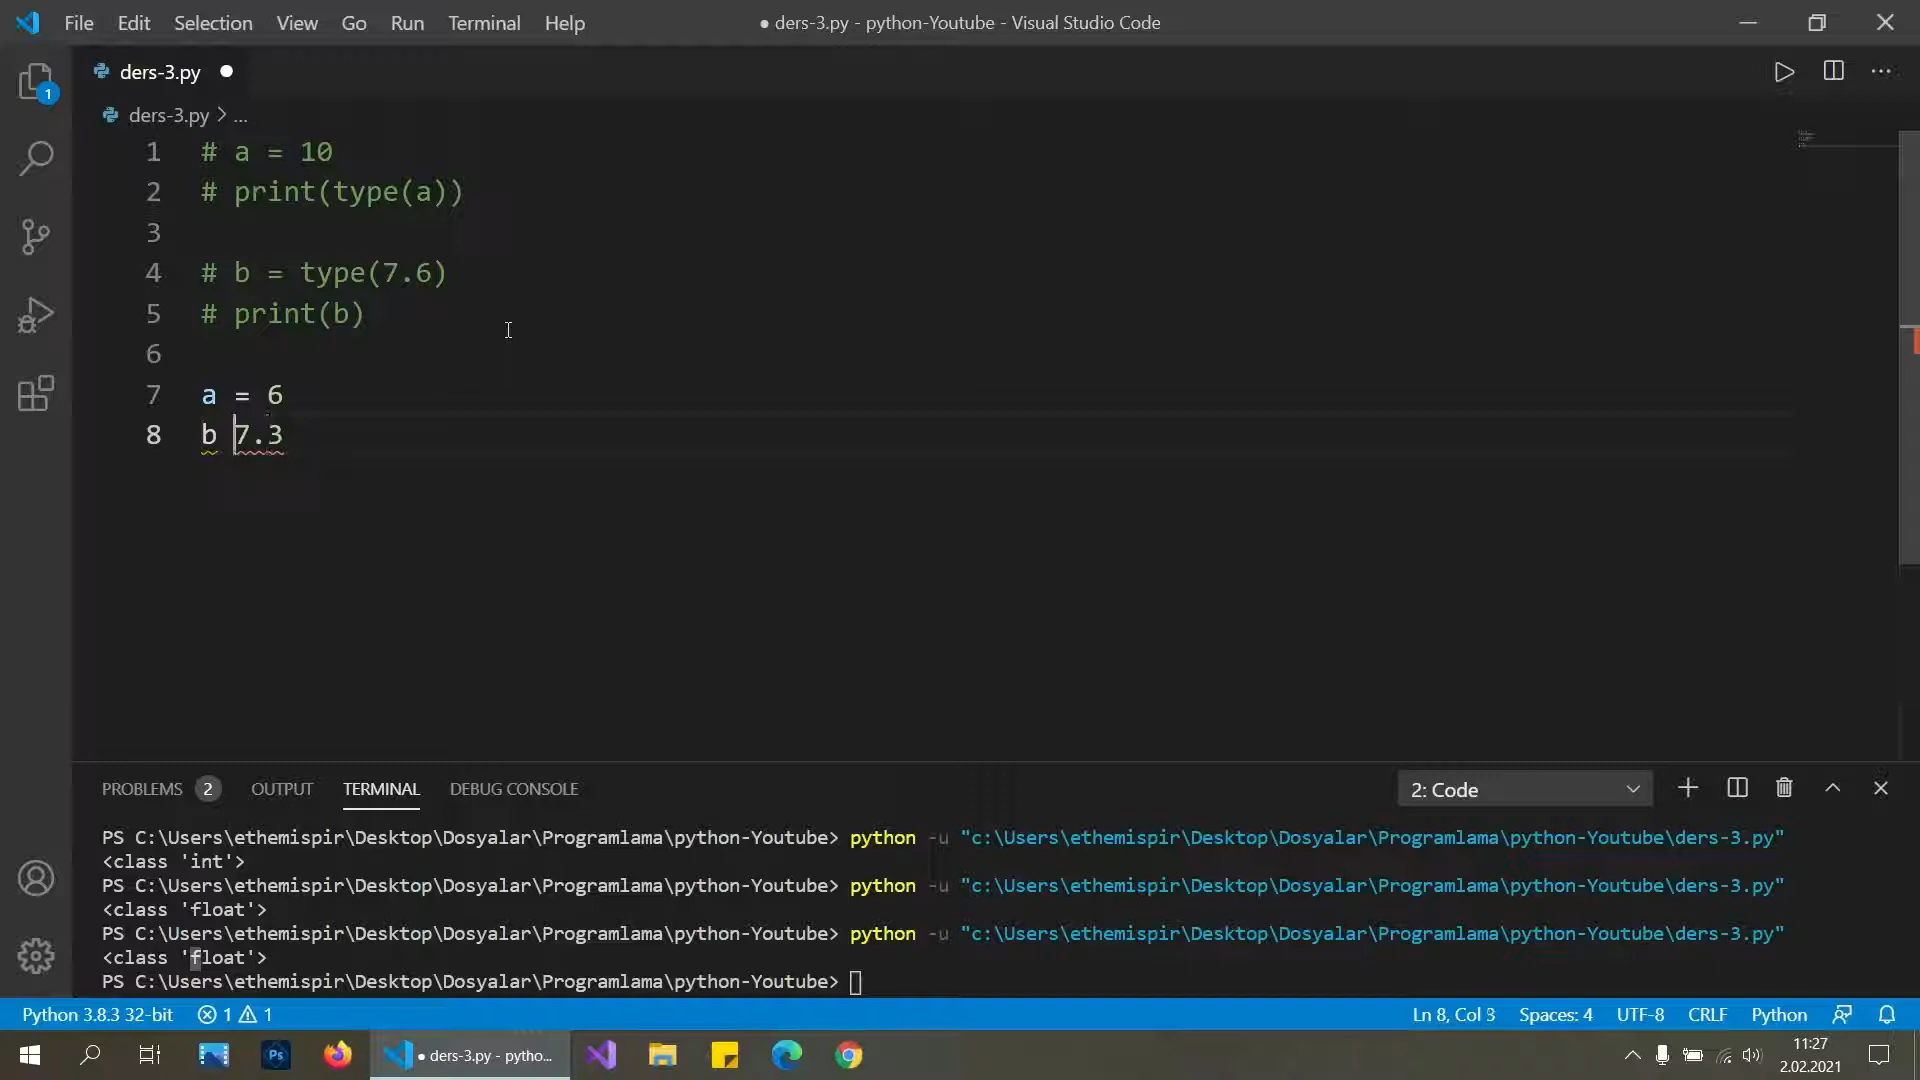 File Edit Selection View Go Run Terminal Help ● ders-3.py - python-Youtube - Visual Studio Code
ders-3.py ●
1
ders-3.py > ...
1 # a = 10
2 # print(type(a))
3
4 # b = type(7.6)
5 # print(b)
6
7 a = 6
8 b 7.3
PROBLEMS 2 OUTPUT TERMINAL DEBUG CONSOLE 2: Code
PS C:\Users\ethemispir\Desktop\Dosyalar\Programlama\python-Youtube> python -u "c:\Users\ethemispir\Desktop\Dosyalar\Programlama\python-Youtube\ders-3.py"
<class 'int'>
PS C:\Users\ethemispir\Desktop\Dosyalar\Programlama\python-Youtube> python -u "c:\Users\ethemispir\Desktop\Dosyalar\Programlama\python-Youtube\ders-3.py"
<class 'float'>
PS C:\Users\ethemispir\Desktop\Dosyalar\Programlama\python-Youtube> python -u "c:\Users\ethemispir\Desktop\Dosyalar\Programlama\python-Youtube\ders-3.py"
<class 'float'>
PS C:\Users\ethemispir\Desktop\Dosyalar\Programlama\python-Youtube>
Python 3.8.3 32-bit 1 1 Ln 8, Col 3 Spaces: 4 UTF-8 CRLF Python
Ps ● ders-3.py - pytho... 11:27
2.02.2021